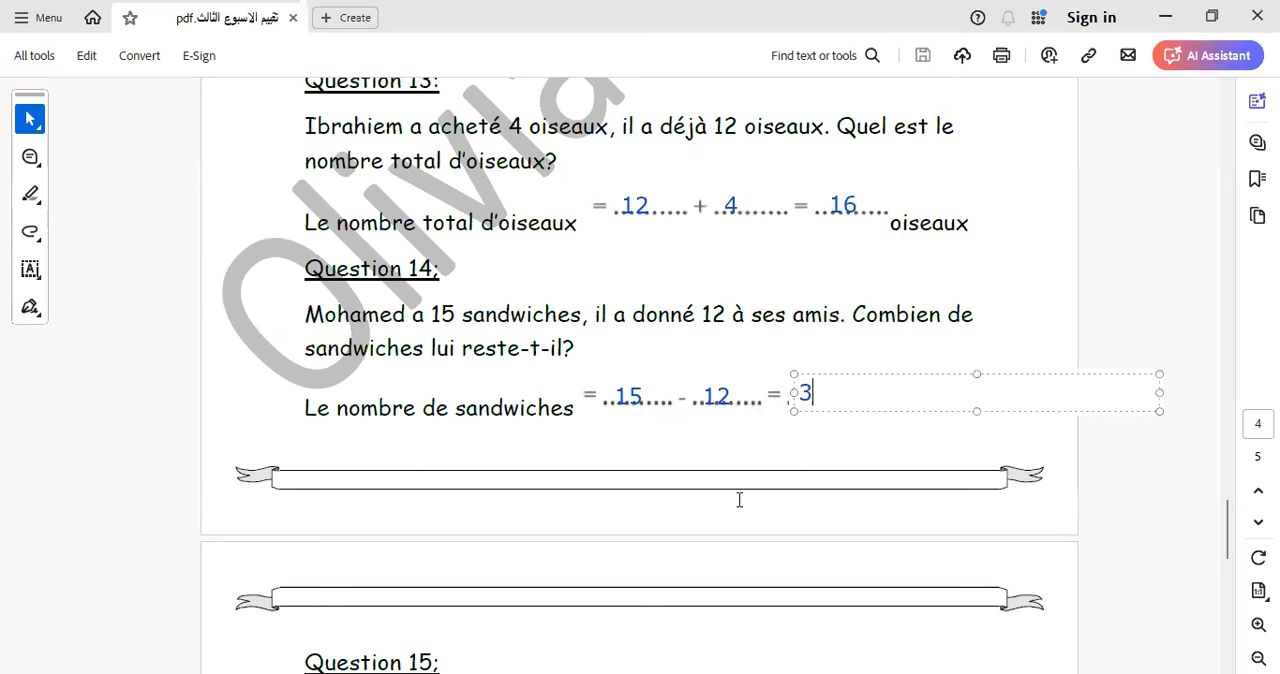 Menu
تقييم الاسبوع الثالث.pdf
Create
Sign in
All tools
Edit
Convert
E-Sign
Find text or tools
AI Assistant
Question 13:
Ibrahiem a acheté 4 oiseaux, il a déjà 12 oiseaux. Quel est le
nombre total d’oiseaux?
Le nombre total d’oiseaux = ..12..... + ..4....... = ..16..... oiseaux
Question 14;
Mohamed a 15 sandwiches, il a donné 12 à ses amis. Combien de
sandwiches lui reste-t-il?
Le nombre de sandwiches = ..15..... - ..12..... = 3
Question 15;
Olivia
4
5